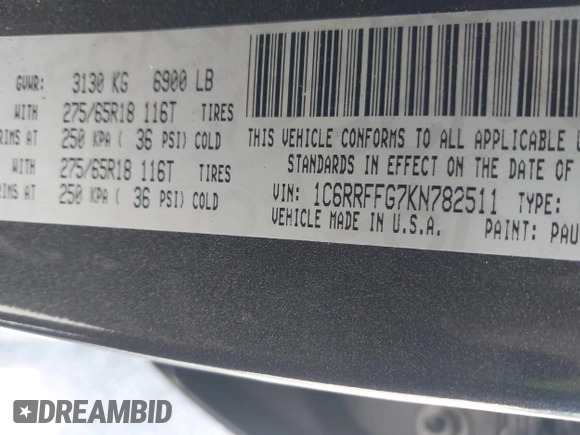 GVWR: 3130 KG 6900 LB
WITH 275/65R18 116T TIRES
RIMS AT 250 KPA ( 36 PSI) COLD
WITH 275/65R18 116T TIRES
RIMS AT 250 KPA ( 36 PSI) COLD
THIS VEHICLE CONFORMS TO ALL APPLICABLE
STANDARDS IN EFFECT ON THE DATE OF
VIN: 1C6RRFFG7KN782511 TYPE:
VEHICLE MADE IN U.S.A. PAINT: PAU
DREAMBID